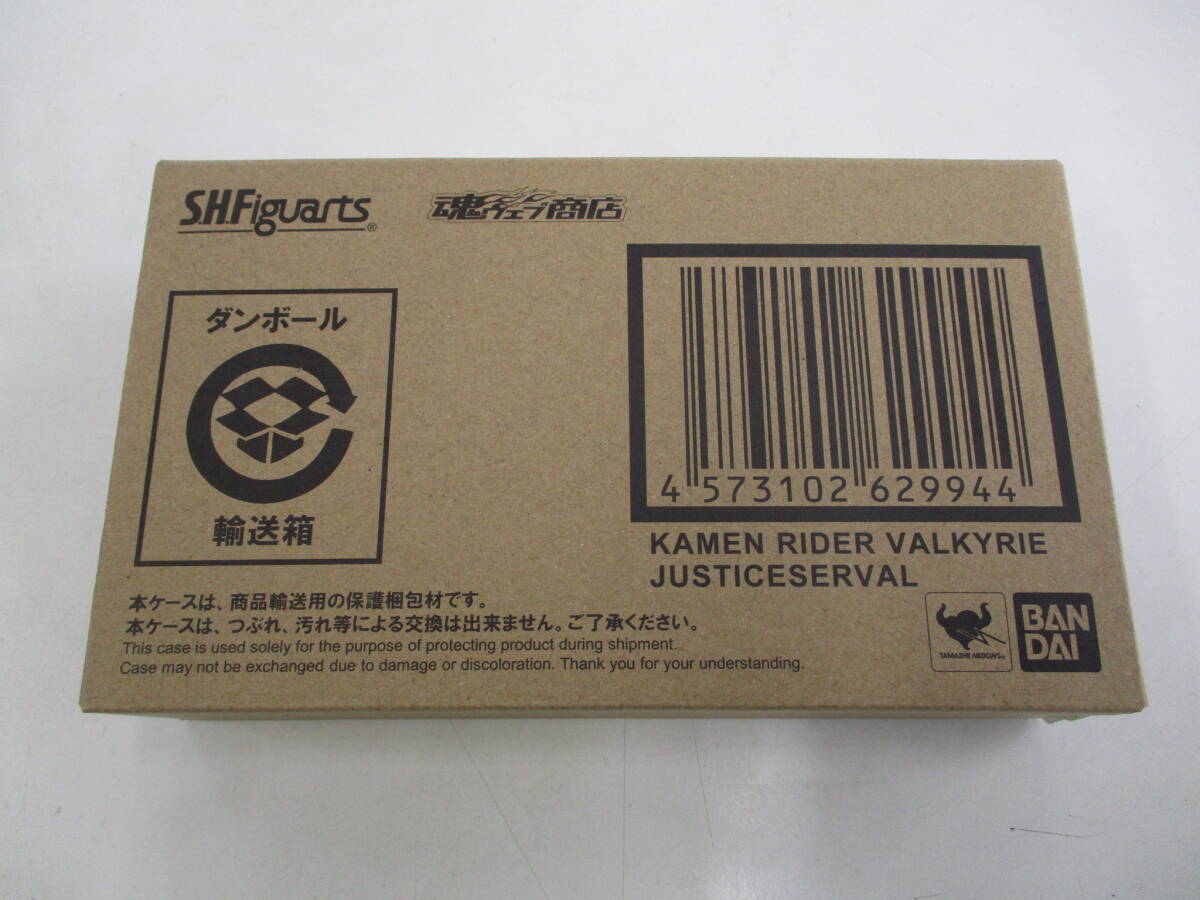 S.H.Figuarts®
魂ウェブ商店
ダンボール
輸送箱
4 573102 629944
KAMEN RIDER VALKYRIE
JUSTICESERVAL
本ケースは、商品輸送用の保護梱包材です。
本ケースは、つぶれ、汚れ等による交換は出来ません。ご了承ください。
This case is used solely for the purpose of protecting product during shipment.
Case may not be exchanged due to damage or discoloration. Thank you for your understanding.
TAMASHII NATIONS
BAN
DAI